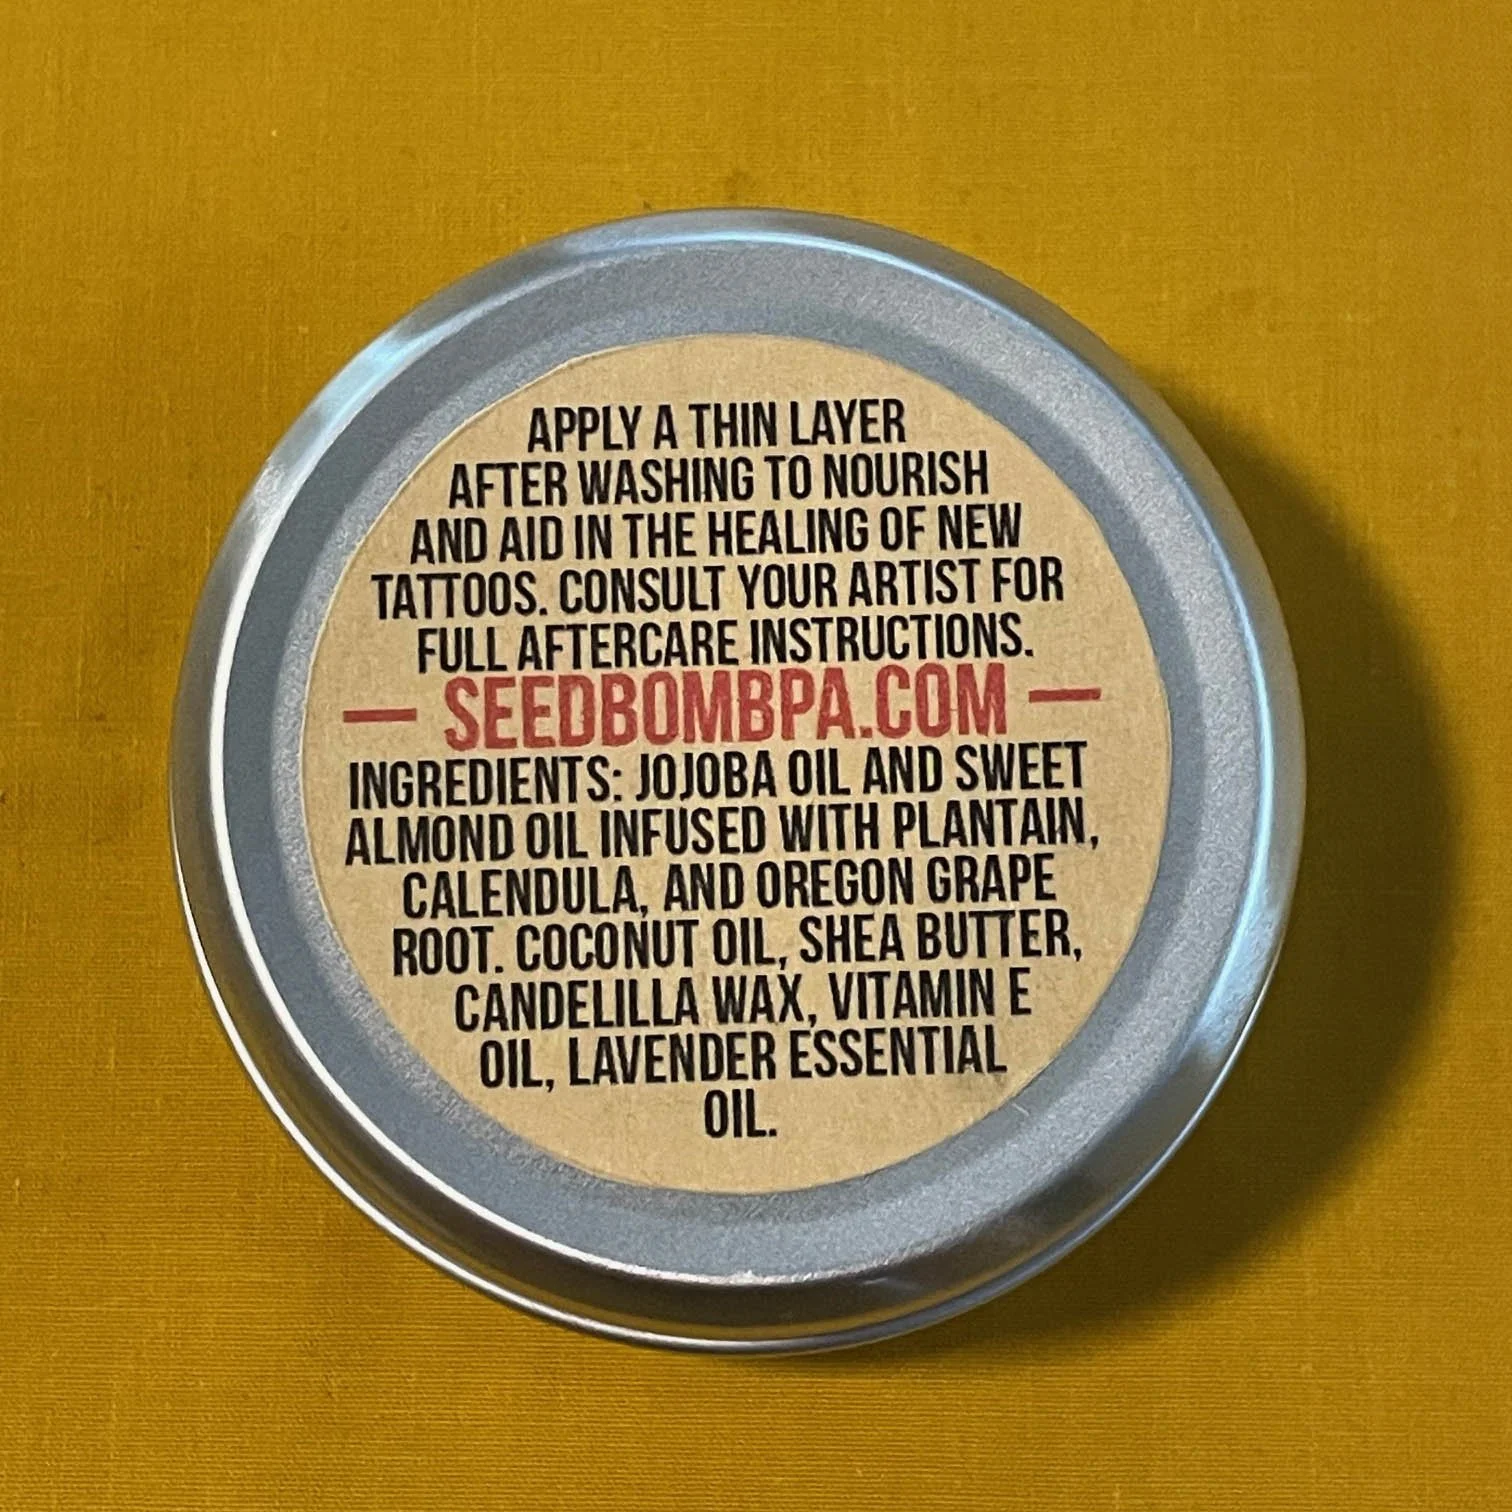 APPLY A THIN LAYER
AFTER WASHING TO NOURISH
AND AID IN THE HEALING OF NEW
TATTOOS. CONSULT YOUR ARTIST FOR
FULL AFTERCARE INSTRUCTIONS.
— SEEDBOMBPA.COM —
INGREDIENTS: JOJOBA OIL AND SWEET
ALMOND OIL INFUSED WITH PLANTAIN,
CALENDULA, AND OREGON GRAPE
ROOT. COCONUT OIL, SHEA BUTTER,
CANDELILLA WAX, VITAMIN E
OIL, LAVENDER ESSENTIAL
OIL.